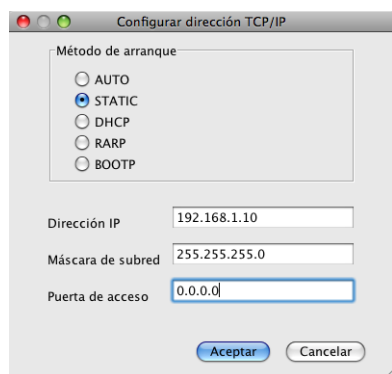 Configurar dirección TCP/IP
Método de arranque
AUTO
STATIC
DHCP
RARP
BOOTP
Dirección IP 192.168.1.10
Máscara de subred 255.255.255.0
Puerta de acceso 0.0.0.0
Aceptar Cancelar